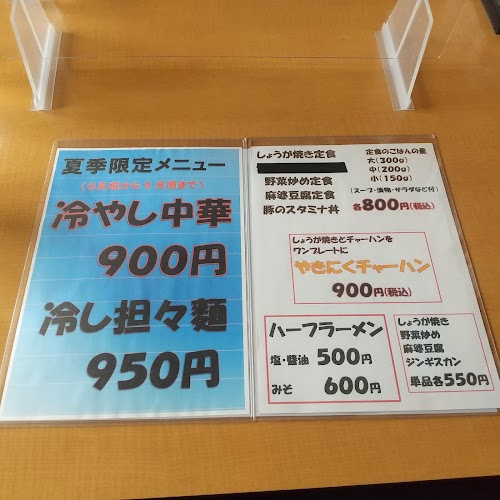 夏季限定メニュー
冷やし中華
900円
冷し担々麺
950円
しょうが焼き定食
野菜炒め定食
麻婆豆腐定食
豚のスタミナ丼
定食のごはんの量
大(300g)
中(200g)
小(150g)
(スープ・漬物・サラダなど付)
各800円(税込)
しょうが焼きとチャーハンを
ワンプレートに
やきにくチャーハン
900円(税込)
ハーフラーメン
塩・醤油 500円
みそ 600円
しょうが焼き
野菜炒め
麻婆豆腐
ジンギスカン
単品各550円